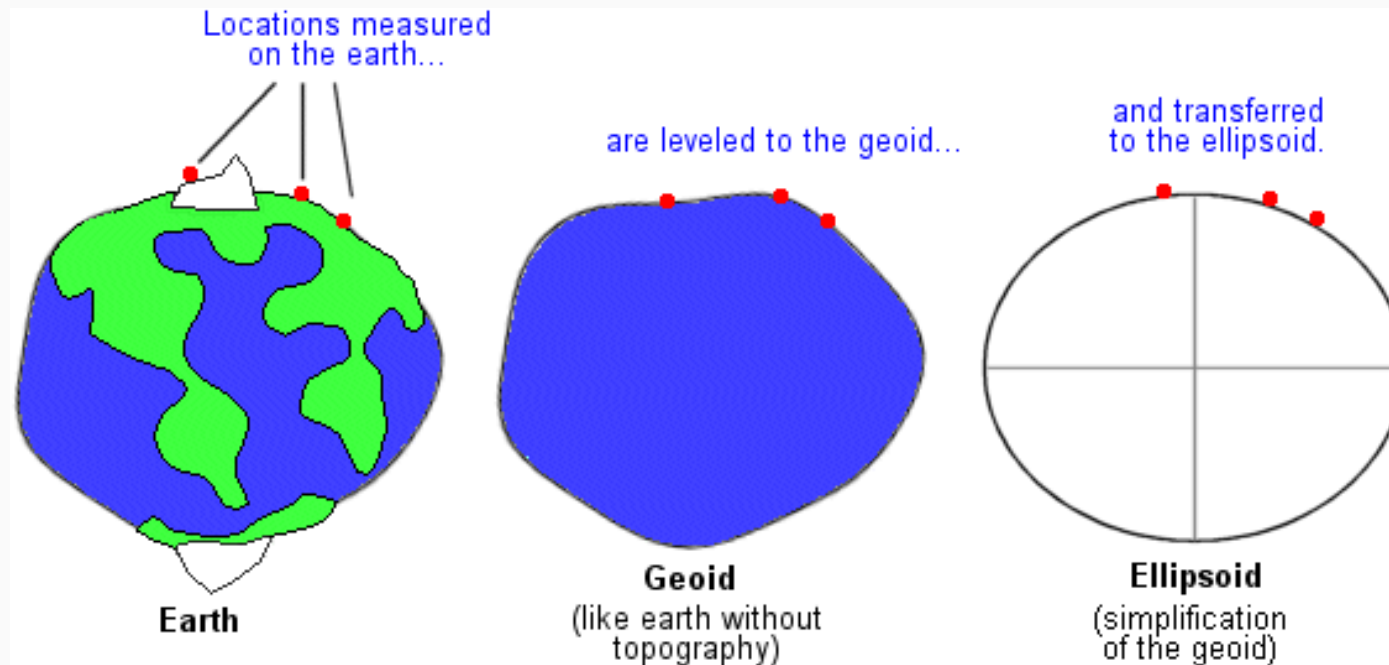 Locations measured
on the earth...
are leveled to the geoid...
and transferred
to the ellipsoid.
Earth
Geoid
(like earth without
topography)
Ellipsoid
(simplification
of the geoid)